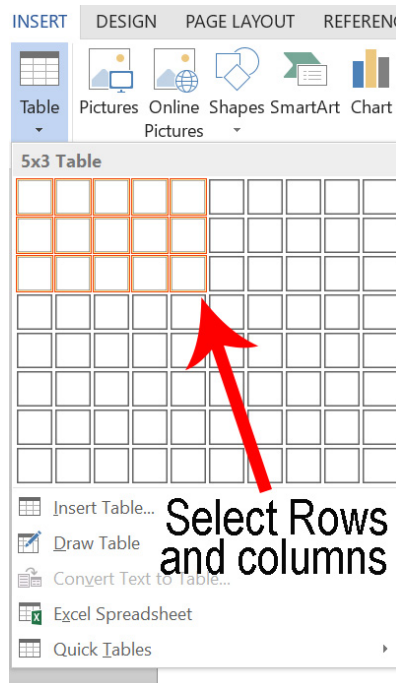 INSERT DESIGN PAGE LAYOUT REFERENC
Table Pictures Online Shapes SmartArt Chart
Pictures
5x3 Table
Insert Table...
Select Rows
Draw Table
and columns
Convert Text to Table...
Excel Spreadsheet
Quick Tables